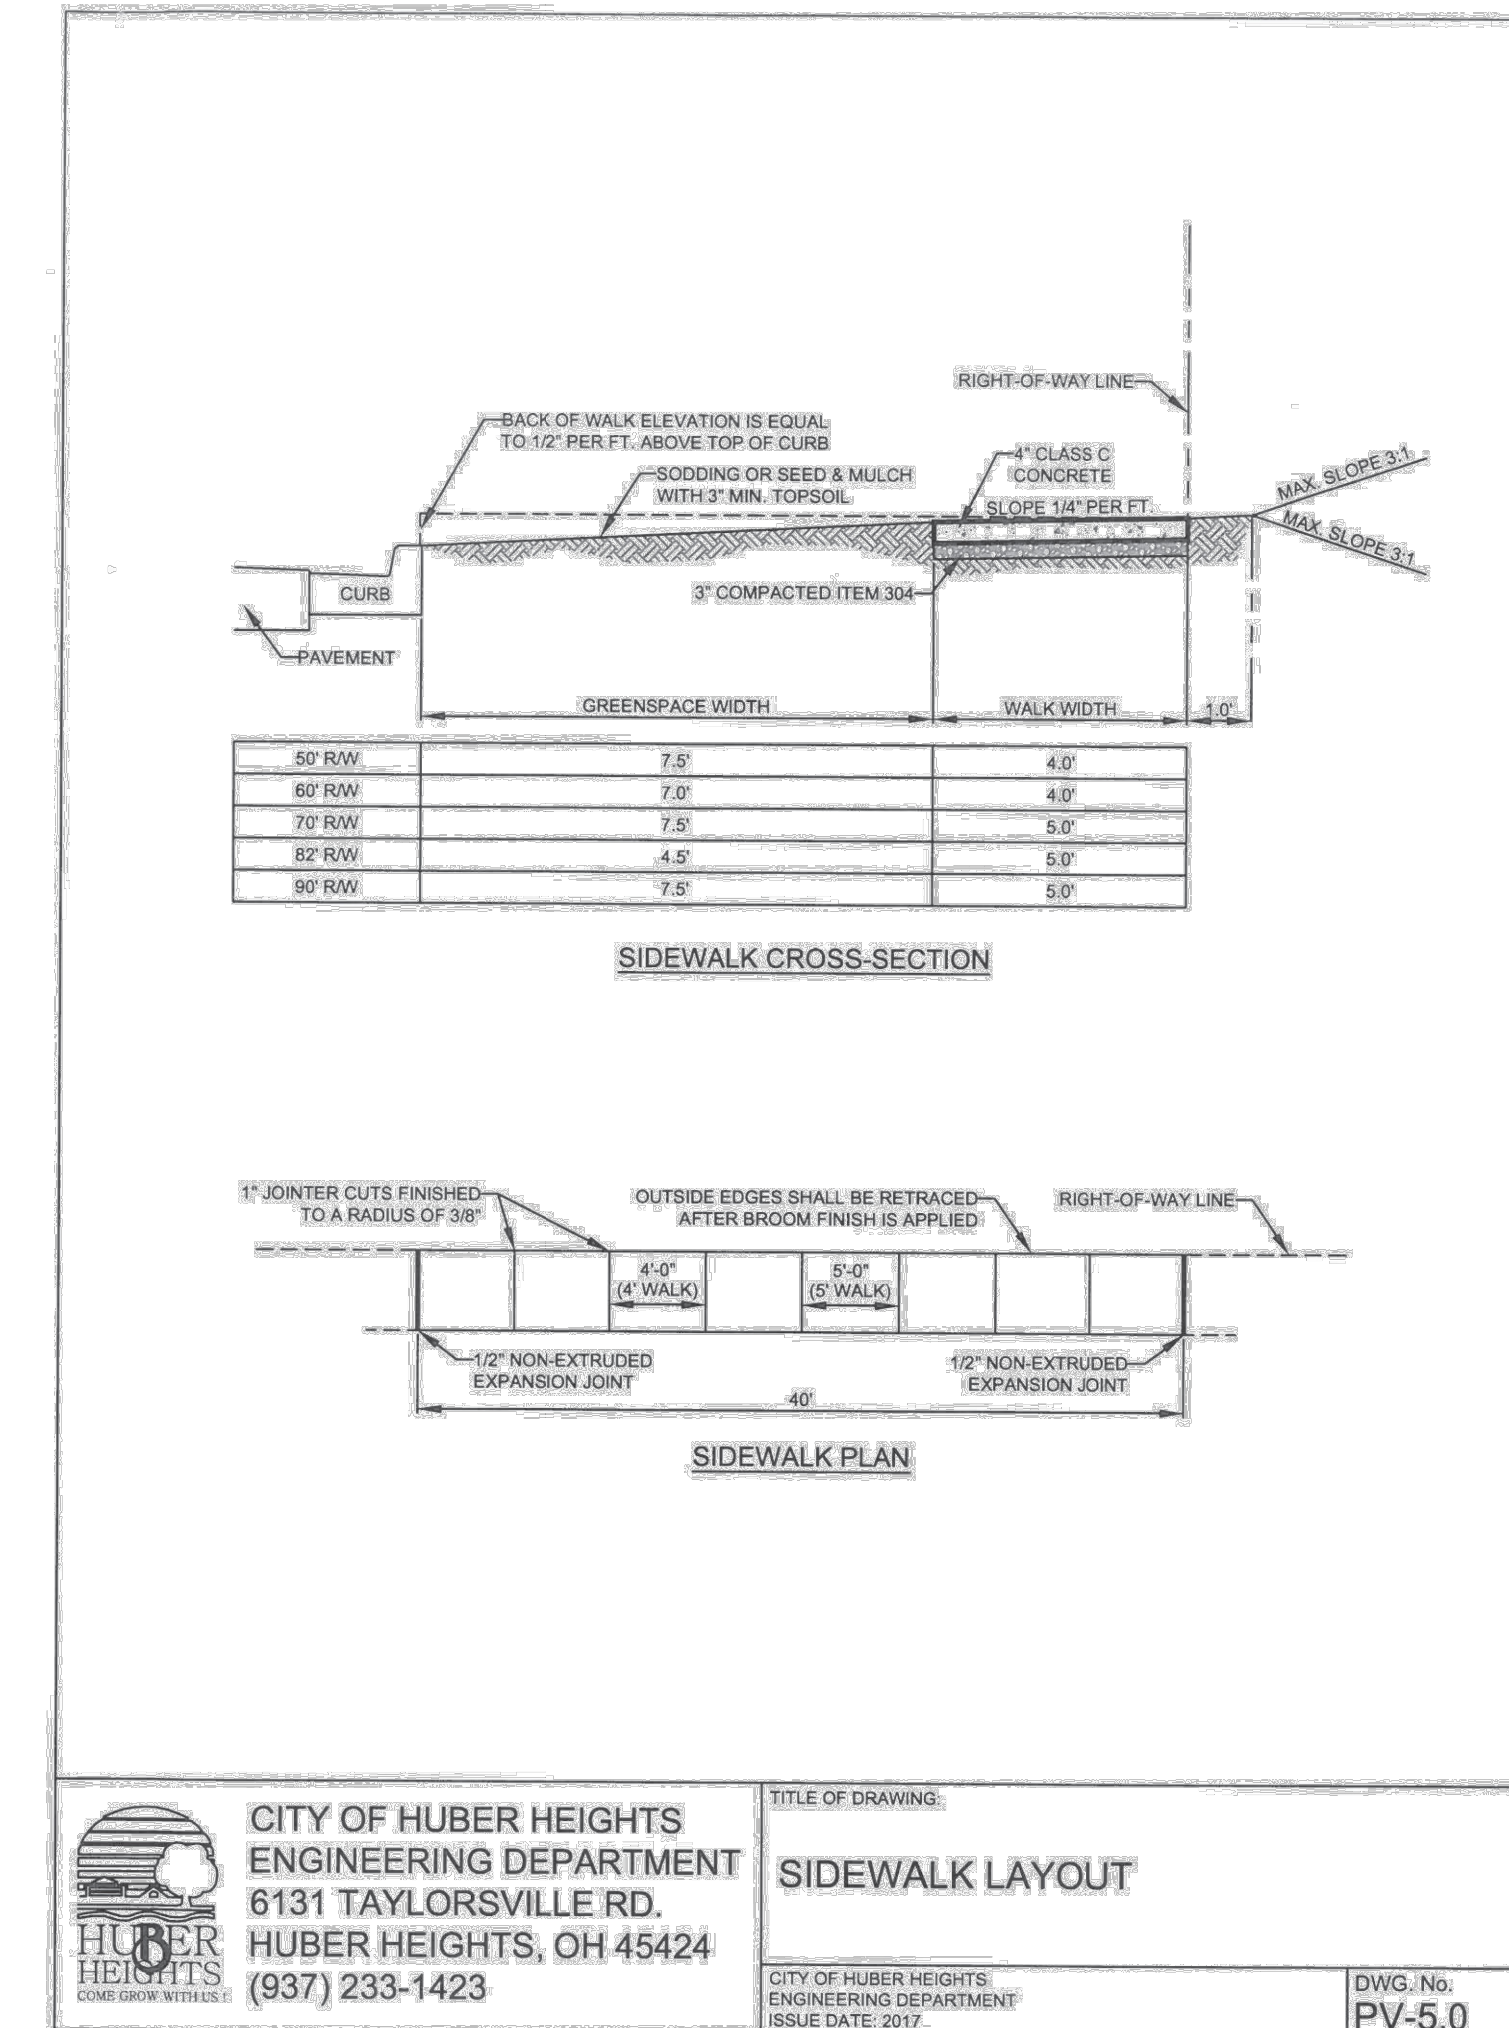 RIGHT-OF-WAY LINE
BACK OF WALK ELEVATION IS EQUAL
TO 1/2" PER FT. ABOVE TOP OF CURB
4" CLASS C
CONCRETE
SODDING OR SEED & MULCH
WITH 3" MIN. TOPSOIL
SLOPE 1/4" PER FT.
MAX. SLOPE 3:1
MAX. SLOPE 3:1
CURB
3" COMPACTED ITEM 304
PAVEMENT
GREENSPACE WIDTH WALK WIDTH 1.0'
50' R/W 7.5' 4.0'
60' R/W 7.0' 4.0'
70' R/W 7.5' 5.0'
82' R/W 4.5' 5.0'
90' R/W 7.5' 5.0'
SIDEWALK CROSS-SECTION
1" JOINTER CUTS FINISHED
TO A RADIUS OF 3/8"
OUTSIDE EDGES SHALL BE RETRACED
AFTER BROOM FINISH IS APPLIED
RIGHT-OF-WAY LINE
4'-0"
(4' WALK)
5'-0"
(5' WALK)
1/2" NON-EXTRUDED
EXPANSION JOINT
1/2" NON-EXTRUDED
EXPANSION JOINT
40'
SIDEWALK PLAN
HUBER
HEIGHTS
COME GROW WITH US !
CITY OF HUBER HEIGHTS
ENGINEERING DEPARTMENT
6131 TAYLORSVILLE RD.
HUBER HEIGHTS, OH 45424
(937) 233-1423
TITLE OF DRAWING:
SIDEWALK LAYOUT
CITY OF HUBER HEIGHTS
ENGINEERING DEPARTMENT
ISSUE DATE: 2017
DWG. No.
PV-5.0